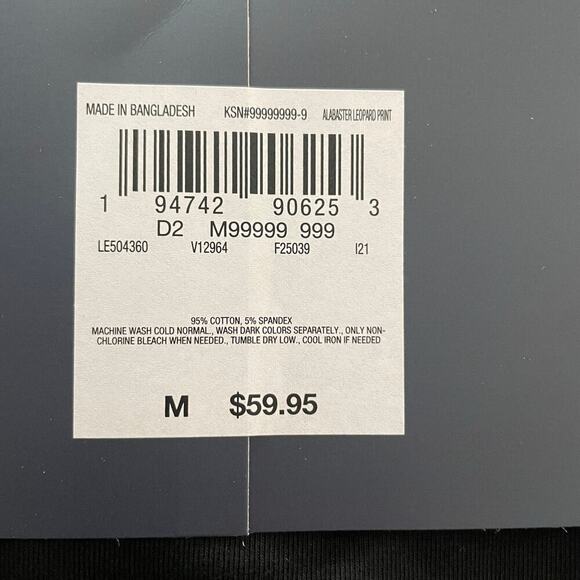 MADE IN BANGLADESH KSN#99999999-9 ALABASTER LEOPARD PRINT
1 94742 90625 3
D2 M99999 999
LE504360 V12964 F25039 I21
95% COTTON, 5% SPANDEX
MACHINE WASH COLD NORMAL., WASH DARK COLORS SEPARATELY., ONLY NON-
CHLORINE BLEACH WHEN NEEDED., TUMBLE DRY LOW., COOL IRON IF NEEDED
M $59.95